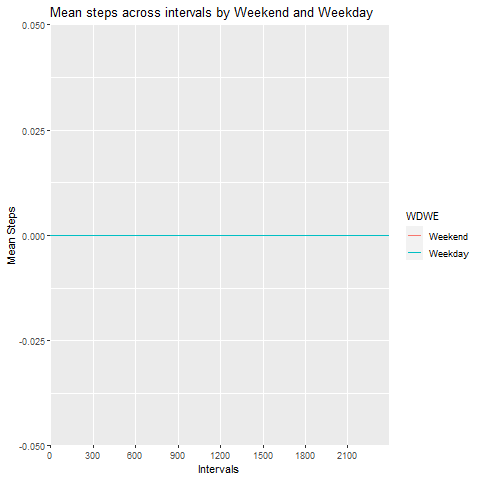 Mean steps across intervals by Weekend and Weekday
0.050
0.025
0.000
-0.025
-0.050
Mean Steps
0 300 600 900 1200 1500 1800 2100
Intervals
WDWE
Weekend
Weekday